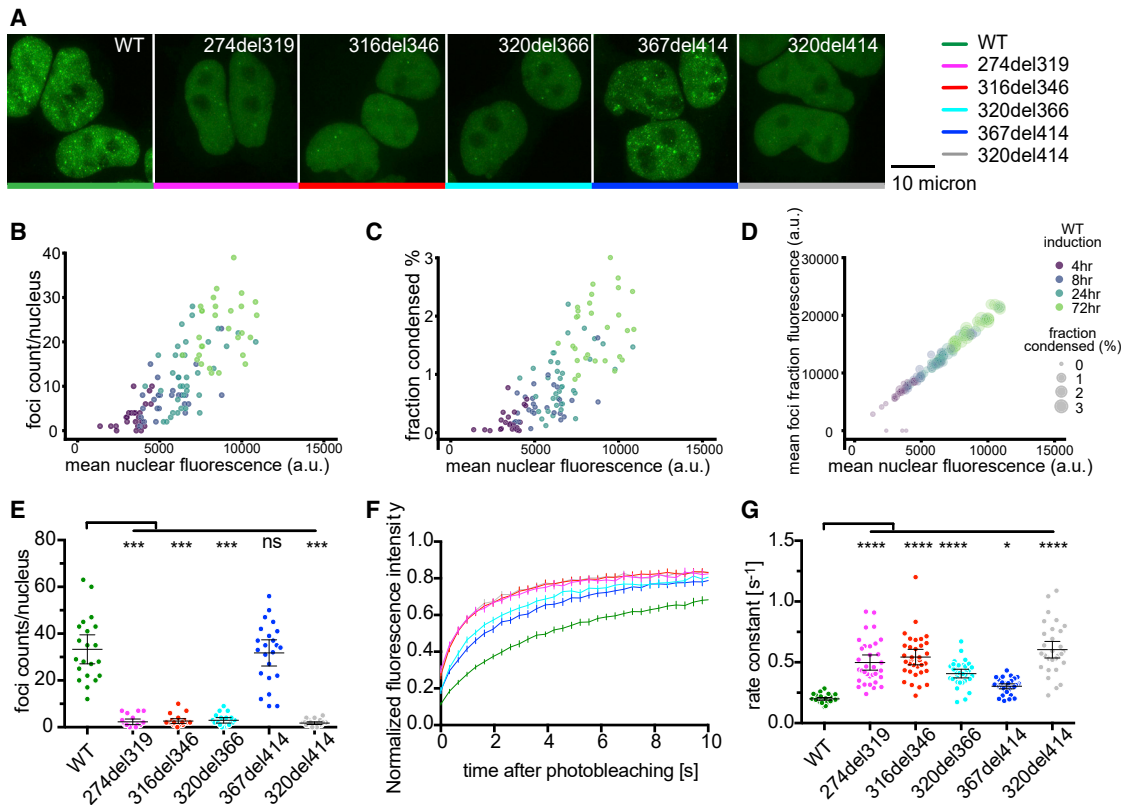 A
WT
274del319
316del346
320del366
367del414
320del414
WT
274del319
316del346
320del366
367del414
320del414
10 micron
B
foci count/nucleus
40
30
20
10
0
0
5000
10000
15000
mean nuclear fluorescence (a.u.)
C
fraction condensed %
3
2
1
0
0
5000
10000
15000
mean nuclear fluorescence (a.u.)
D
mean foci fraction fluorescence (a.u.)
30000
20000
10000
0
0
5000
10000
15000
mean nuclear fluorescence (a.u.)
WT
induction
4hr
8hr
24hr
72hr
fraction
condensed (%)
0
1
2
3
E
foci counts/nucleus
80
60
40
20
0
*** *** *** ns ***
WT
274del319
316del346
320del366
367del414
320del414
F
Normalized fluorescence intensity
1.0
0.8
0.6
0.4
0.2
0.0
0 2 4 6 8 10
time after photobleaching [s]
G
rate constant [s⁻¹]
1.5
1.0
0.5
0.0
**** **** **** * ****
WT
274del319
316del346
320del366
367del414
320del414